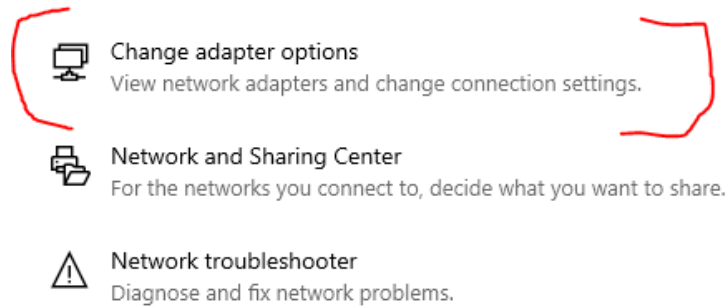 Change adapter options
View network adapters and change connection settings.
Network and Sharing Center
For the networks you connect to, decide what you want to share.
Network troubleshooter
Diagnose and fix network problems.